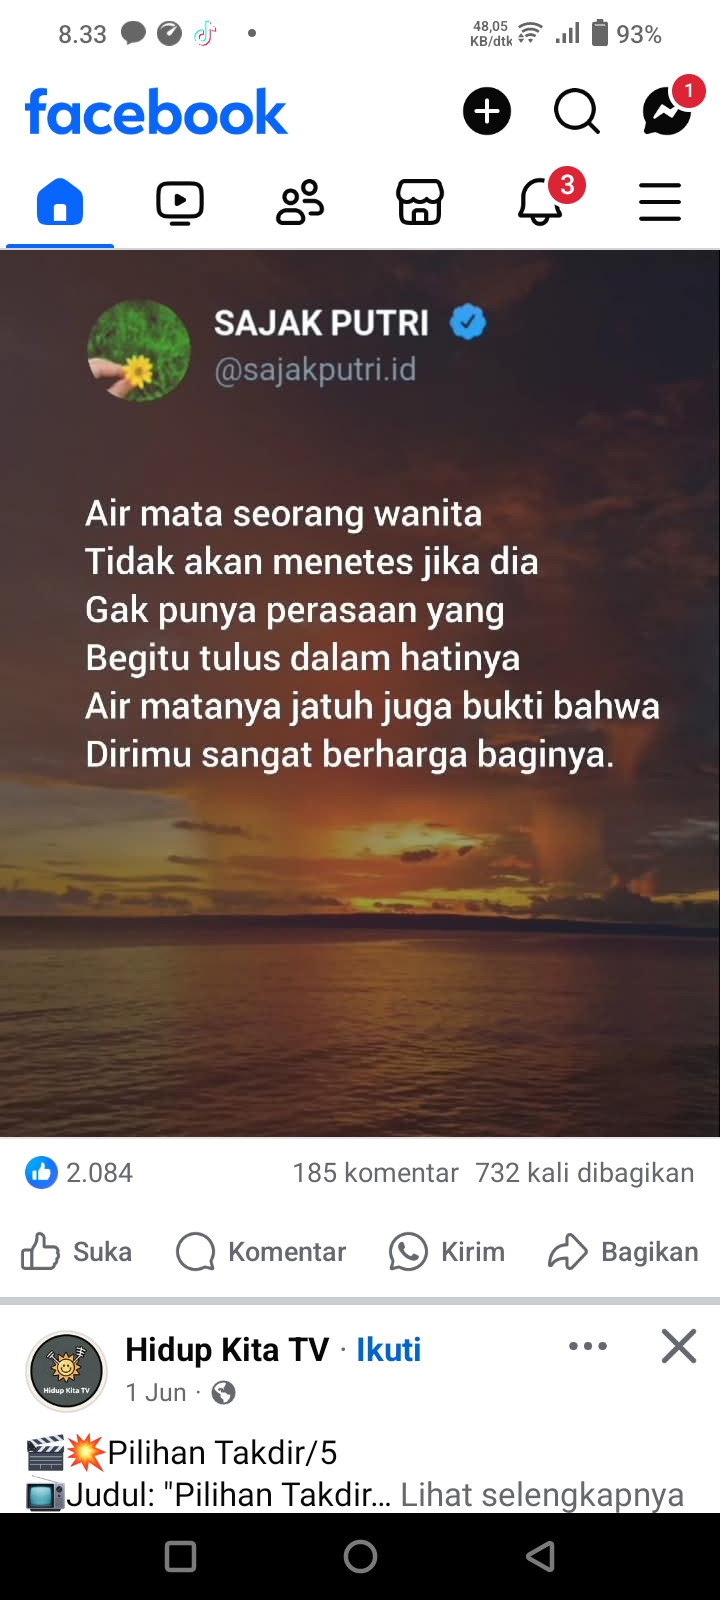 8.33
48,05
KB/dtk
93%
facebook
1
3
SAJAK PUTRI
@sajakputri.id
Air mata seorang wanita
Tidak akan menetes jika dia
Gak punya perasaan yang
Begitu tulus dalam hatinya
Air matanya jatuh juga bukti bahwa
Dirimu sangat berharga baginya.
2.084
185 komentar 732 kali dibagikan
Suka Komentar Kirim Bagikan
Hidup Kita TV · Ikuti
Hidup Kita TV
1 Jun ·
🎬💥Pilihan Takdir/5
📺Judul: "Pilihan Takdir... Lihat selengkapnya